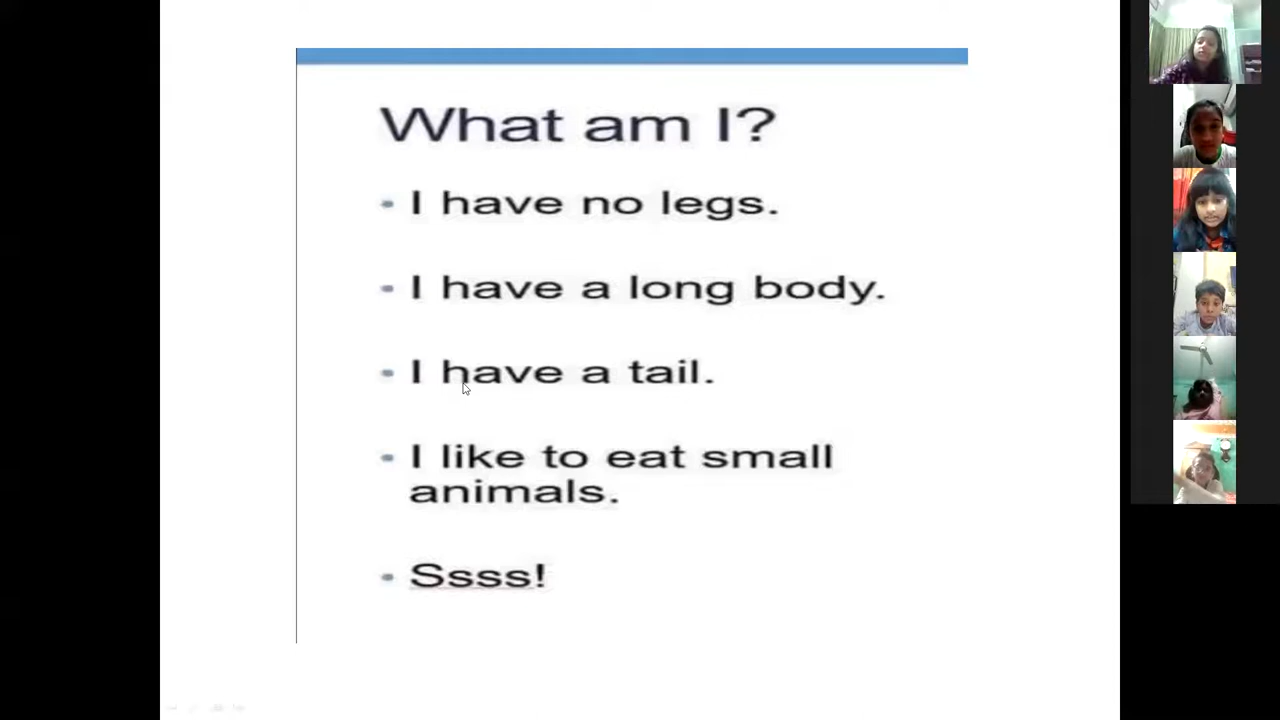 What am I?
• I have no legs.
• I have a long body.
• I have a tail.
• I like to eat small
animals.
• Ssss!